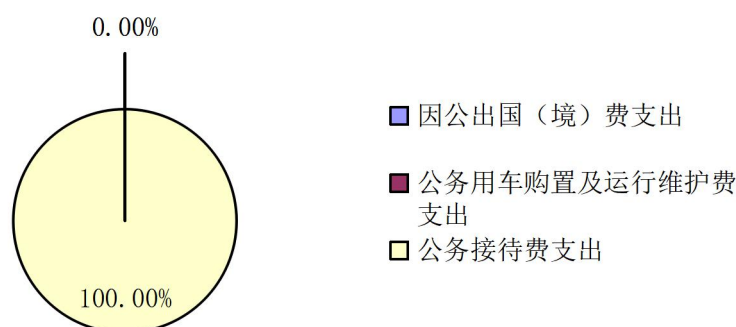 0.00%
因公出国（境）费支出
公务用车购置及运行维护费
支出
公务接待费支出
100.00%